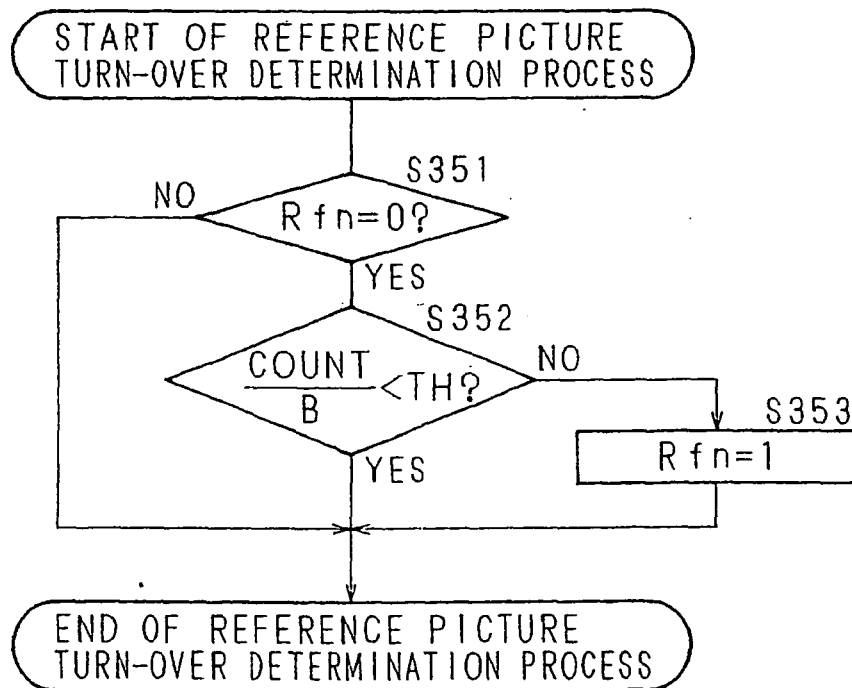 START OF REFERENCE PICTURE
TURN-OVER DETERMINATION PROCESS
S351
NO
Rfn=0?
YES
S352
COUNT
B
<TH?
NO
S353
Rfn=1
YES
END OF REFERENCE PICTURE
TURN-OVER DETERMINATION PROCESS